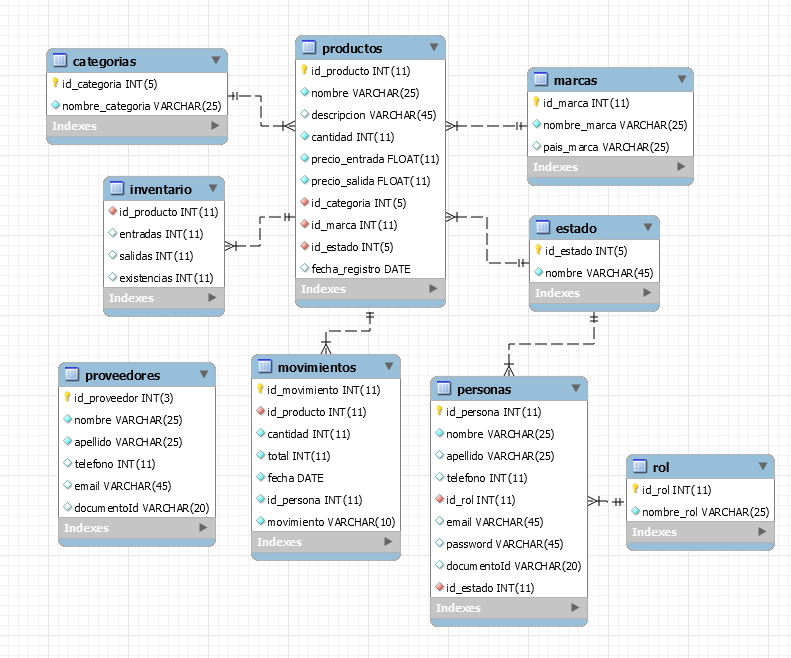 categorias
id_categoria INT(5)
nombre_categoria VARCHAR(25)
Indexes
productos
id_producto INT(11)
nombre VARCHAR(25)
descripcion VARCHAR(45)
cantidad INT(11)
precio_entrada FLOAT(11)
precio_salida FLOAT(11)
id_categoria INT(5)
id_marca INT(11)
id_estado INT(5)
fecha_registro DATE
Indexes
marcas
id_marca INT(11)
nombre_marca VARCHAR(25)
pais_marca VARCHAR(25)
Indexes
inventario
id_producto INT(11)
entradas INT(11)
salidas INT(11)
existencias INT(11)
Indexes
estado
id_estado INT(5)
nombre VARCHAR(45)
Indexes
proveedores
id_proveedor INT(3)
nombre VARCHAR(25)
apellido VARCHAR(25)
telefono INT(11)
email VARCHAR(45)
documentoId VARCHAR(20)
Indexes
movimientos
id_movimiento INT(11)
id_producto INT(11)
cantidad INT(11)
total INT(11)
fecha DATE
id_persona INT(11)
movimiento VARCHAR(10)
Indexes
personas
id_persona INT(11)
nombre VARCHAR(25)
apellido VARCHAR(25)
telefono INT(11)
id_rol INT(11)
email VARCHAR(45)
password VARCHAR(45)
documentoId VARCHAR(20)
id_estado INT(11)
Indexes
rol
id_rol INT(11)
nombre_rol VARCHAR(25)
Indexes